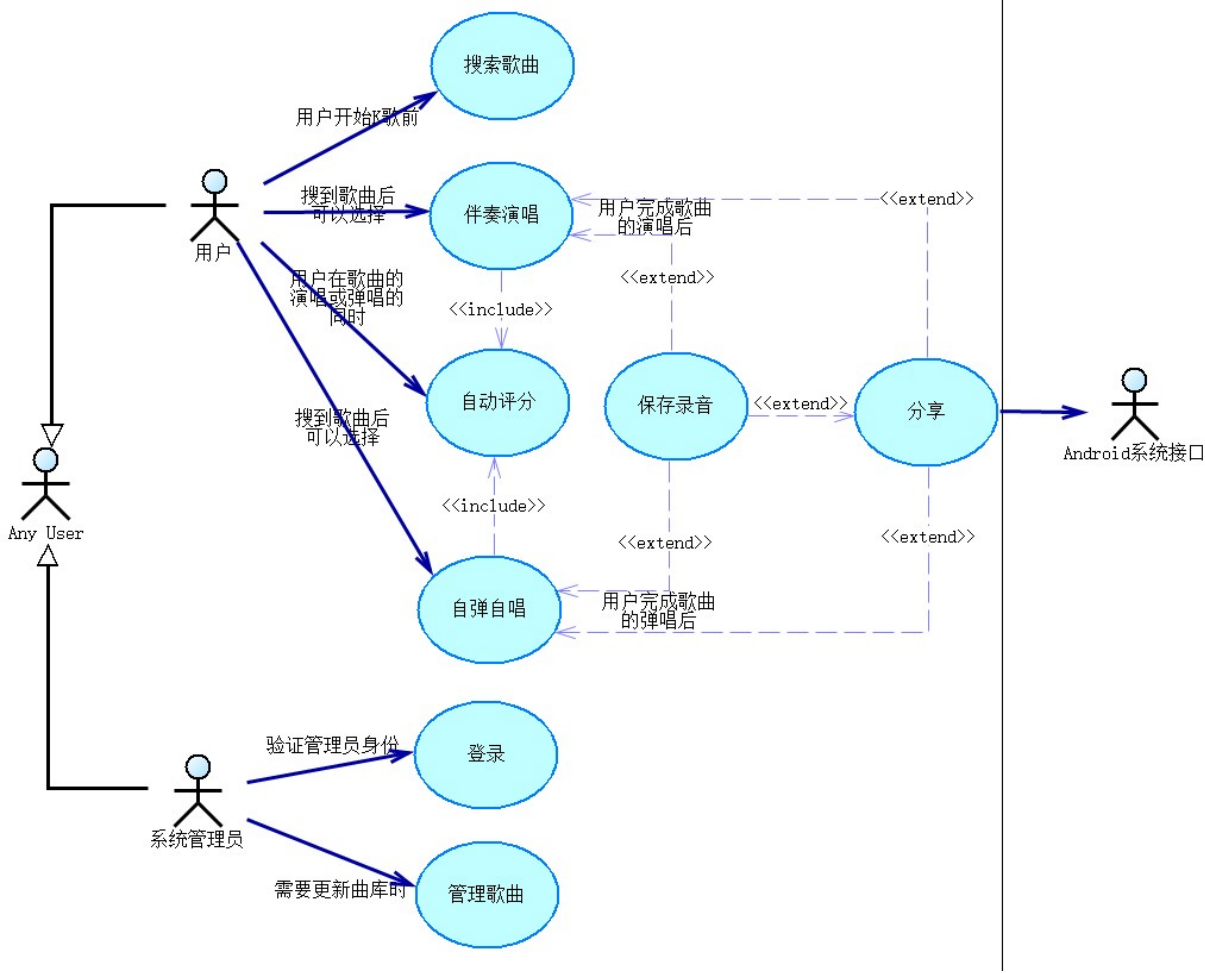 搜索歌曲
用户开始K歌前
用户
搜到歌曲后
可以选择
伴奏演唱
<<extend>>
用户完成歌曲
的演唱后
<<extend>>
用户在歌曲的
演唱或弹唱的
同时
<<include>>
自动评分
保存录音
<<extend>>
分享
Android系统接口
搜到歌曲后
可以选择
Any User
<<include>>
<<extend>>
<<extend>>
自弹自唱
用户完成歌曲
的弹唱后
验证管理员身份
登录
系统管理员
需要更新曲库时
管理歌曲